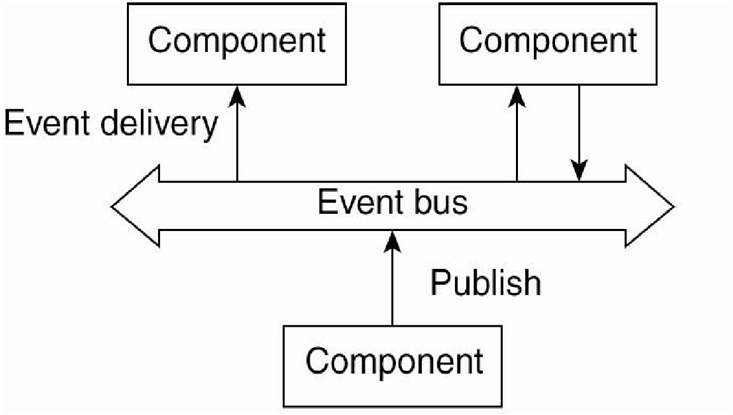 Component
Component
Event delivery
Event bus
Publish
Component